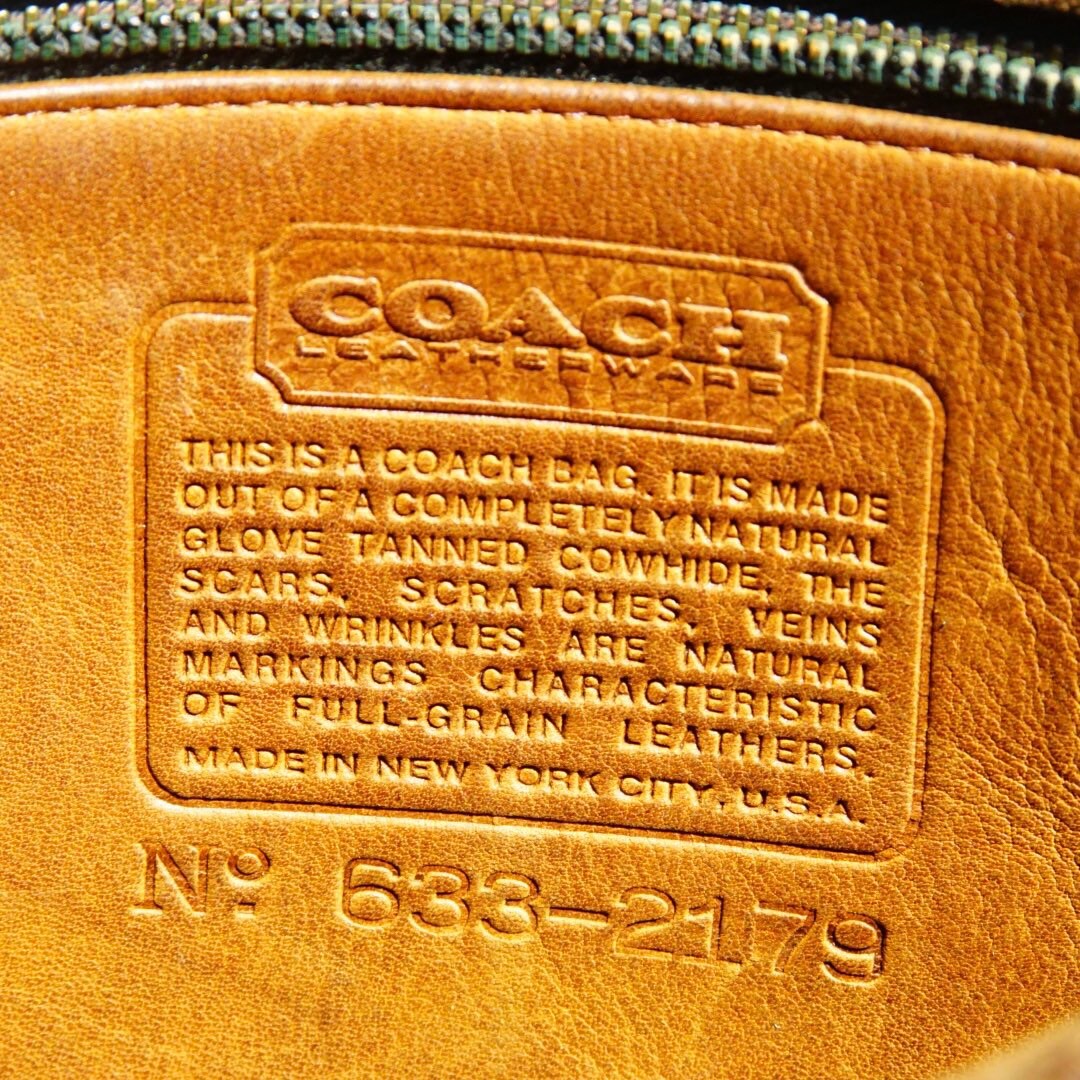 COACH
LEATHERWARE
THIS IS A COACH BAG. IT IS MADE
OUT OF A COMPLETELY NATURAL
GLOVE TANNED COWHIDE, THE
SCARS, SCRATCHES, VEINS
AND WRINKLES ARE NATURAL
MARKINGS CHARACTERISTIC
OF FULL-GRAIN LEATHERS.
MADE IN NEW YORK CITY, U.S.A.
Nº 633-2179